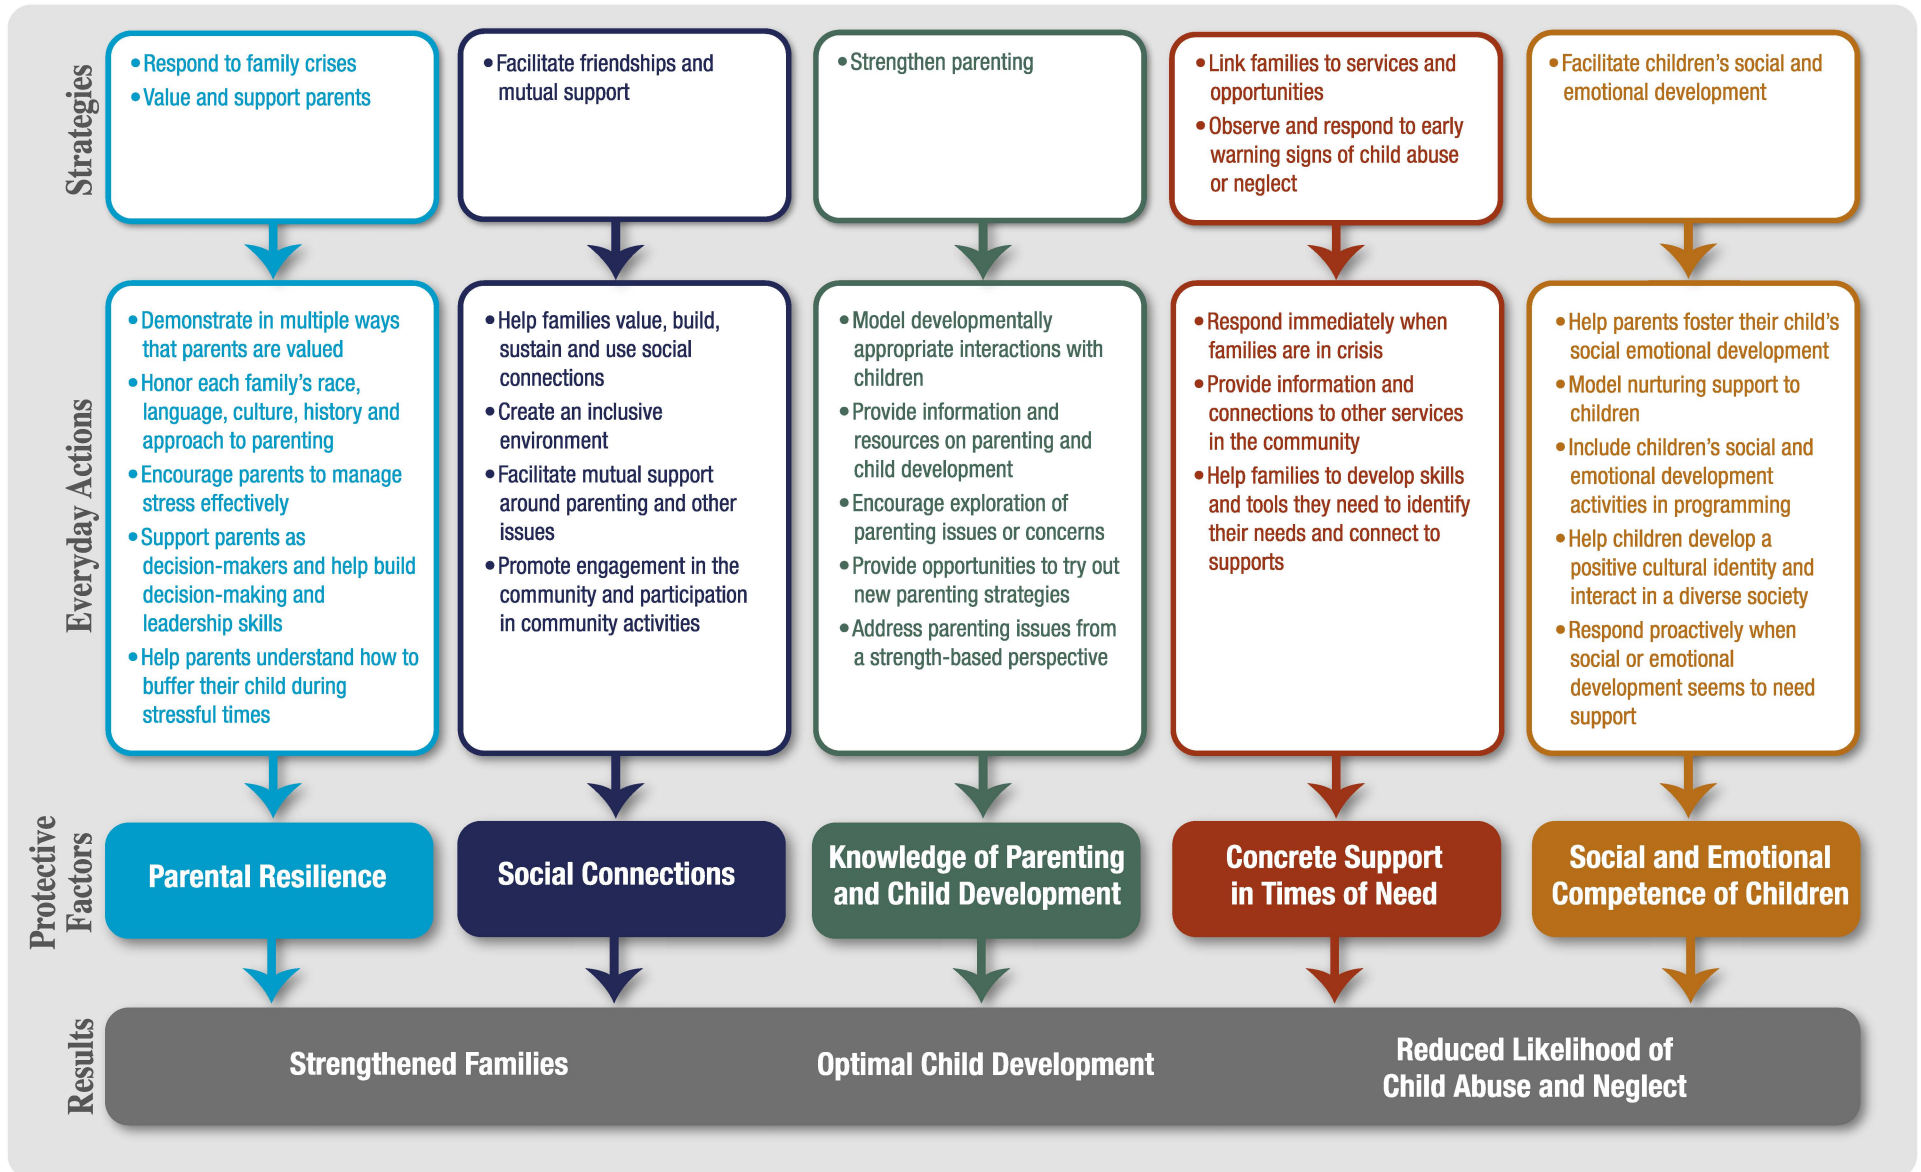 Strategies
• Respond to family crises
• Value and support parents
• Facilitate friendships and
mutual support
• Strengthen parenting
• Link families to services and
opportunities
• Observe and respond to early
warning signs of child abuse
or neglect
• Facilitate children’s social and
emotional development
Everyday Actions
• Demonstrate in multiple ways
that parents are valued
• Honor each family’s race,
language, culture, history and
approach to parenting
• Encourage parents to manage
stress effectively
• Support parents as
decision-makers and help build
decision-making and
leadership skills
• Help parents understand how to
buffer their child during
stressful times
• Help families value, build,
sustain and use social
connections
• Create an inclusive
environment
• Facilitate mutual support
around parenting and other
issues
• Promote engagement in the
community and participation
in community activities
• Model developmentally
appropriate interactions with
children
• Provide information and
resources on parenting and
child development
• Encourage exploration of
parenting issues or concerns
• Provide opportunities to try out
new parenting strategies
• Address parenting issues from
a strength-based perspective
• Respond immediately when
families are in crisis
• Provide information and
connections to other services
in the community
• Help families to develop skills
and tools they need to identify
their needs and connect to
supports
• Help parents foster their child’s
social emotional development
• Model nurturing support to
children
• Include children’s social and
emotional development
activities in programming
• Help children develop a
positive cultural identity and
interact in a diverse society
• Respond proactively when
social or emotional
development seems to need
support
Protective
Factors
Parental Resilience
Social Connections
Knowledge of Parenting
and Child Development
Concrete Support
in Times of Need
Social and Emotional
Competence of Children
Results
Strengthened Families
Optimal Child Development
Reduced Likelihood of
Child Abuse and Neglect